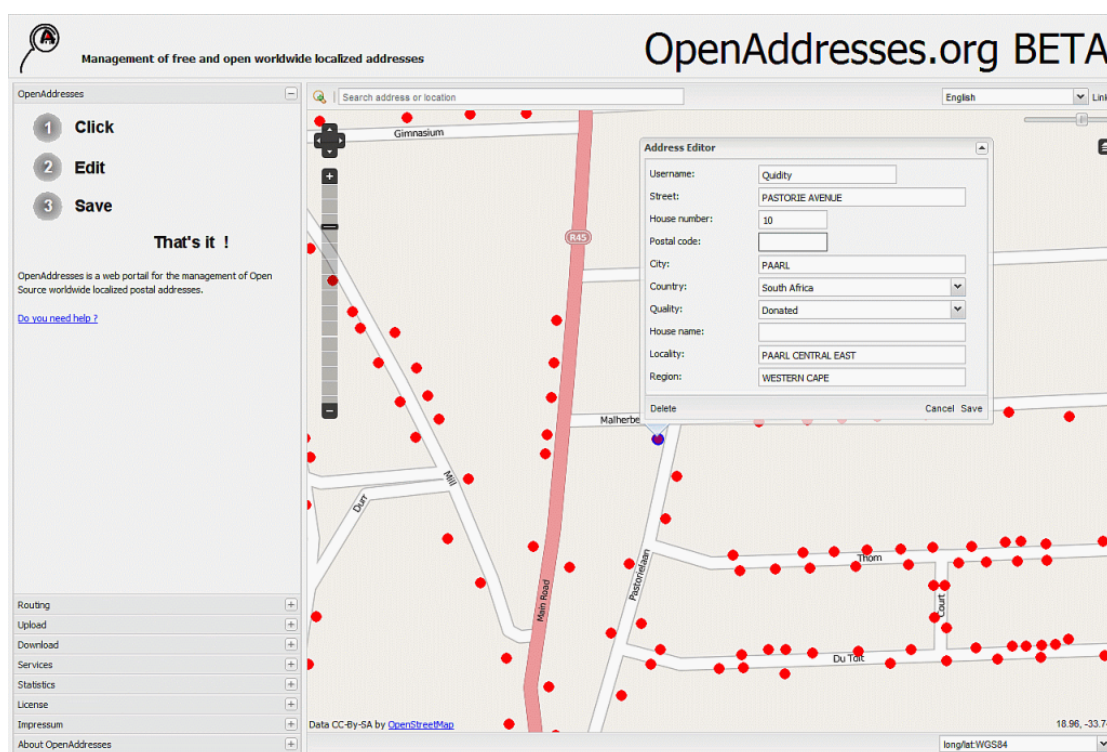 Management of free and open worldwide localized addresses
OpenAddresses.org BETA
OpenAddresses
1 Click
2 Edit
3 Save
That's it !
OpenAddresses is a web portal for the management of Open
Source worldwide localized postal addresses.
Do you need help ?
Routing
Upload
Download
Services
Statistics
License
Impressum
About OpenAddresses
Search address or location
English
Gimnasium
R45
Address Editor
Username: Quidity
Street: PASTORIE AVENUE
House number: 10
Postal code:
City: PAARL
Country: South Africa
Quality: Donated
House name:
Locality: PAARL CENTRAL EAST
Region: WESTERN CAPE
Delete Cancel Save
Malherbe
Mill
Durr
Main Road
Pastorielaan
Thom
Court
Du Toit
Data CC-By-SA by OpenStreetMap
18.96, -33.7
long/lat:WGS84